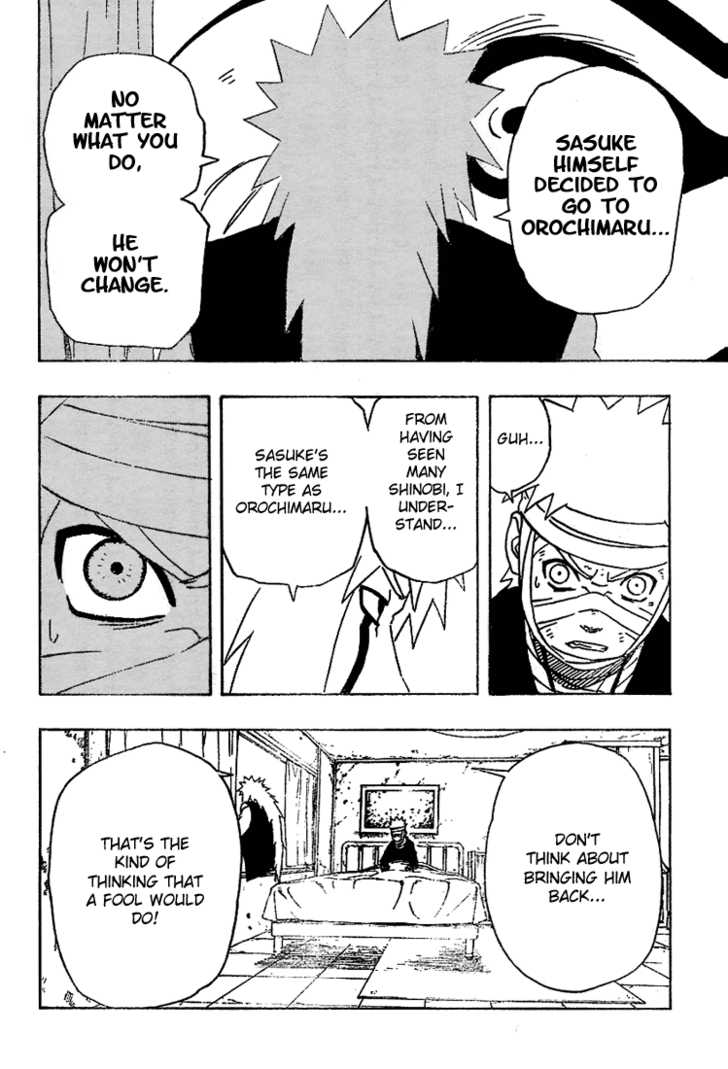 SASUKE
HIMSELF
DECIDED TO
GO TO
OROCHIMARU...
NO
MATTER
WHAT YOU
DO,
HE
WON'T
CHANGE.
GUH...
FROM
HAVING
SEEN
MANY
SHINOBI, I
UNDER-
STAND...
SASUKE'S
THE SAME
TYPE AS
OROCHIMARU...
DON'T
THINK ABOUT
BRINGING HIM
BACK...
THAT'S THE
KIND OF
THINKING THAT
A FOOL WOULD
DO!